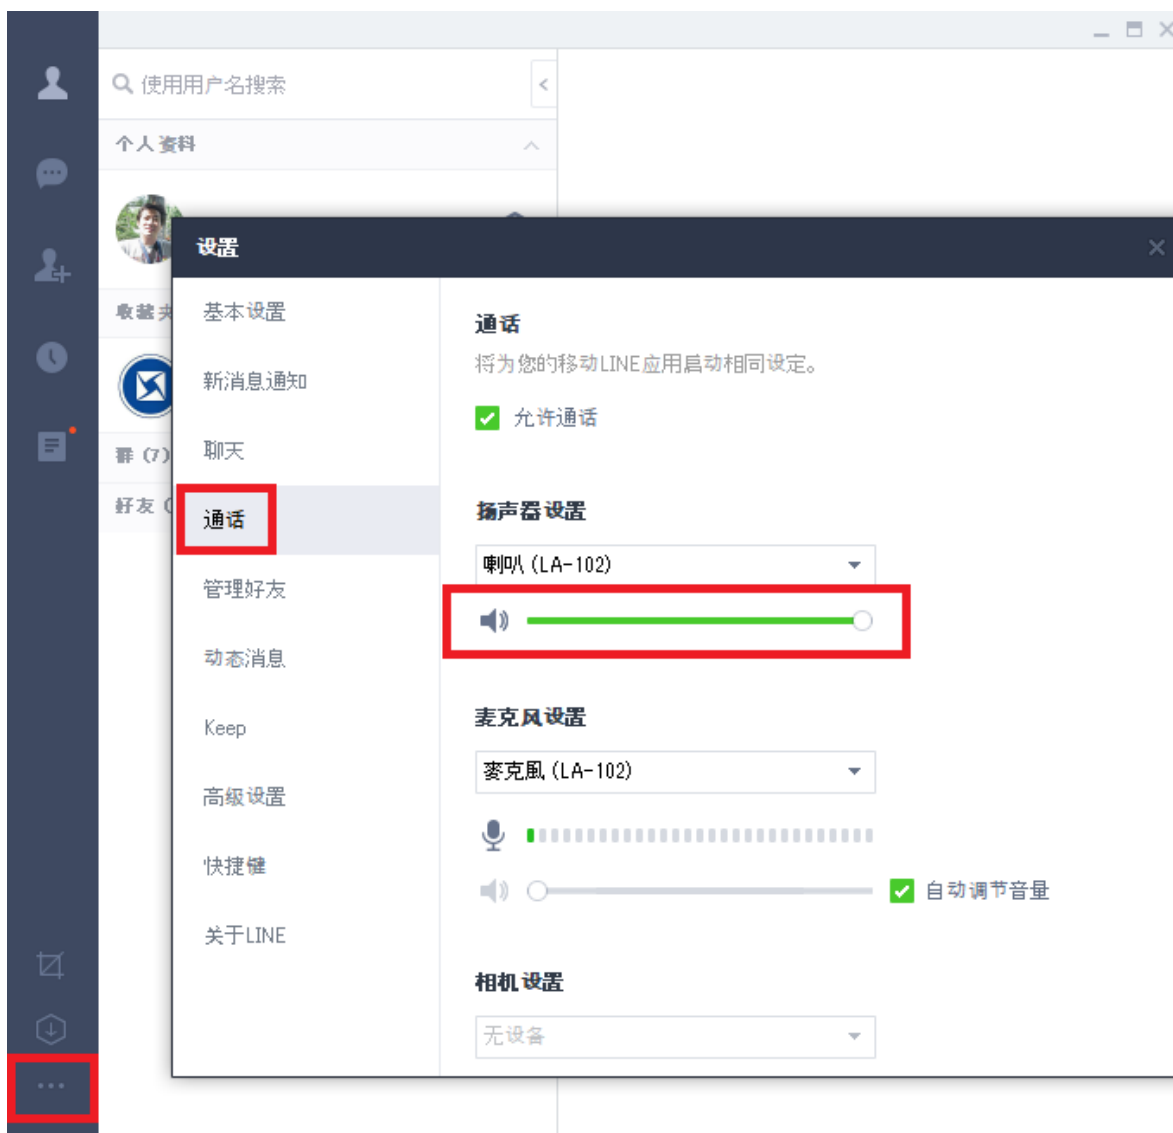 使用用户名搜索
个人资料
设置
收藏夹
基本设置
新消息通知
聊天
群 (7)
好友 (
通话
管理好友
动态消息
Keep
高级设置
快捷键
关于LINE
通话
将为您的移动LINE应用启动相同设定。
允许通话
扬声器设置
喇叭 (LA-102)
麦克风设置
麥克風 (LA-102)
自动调节音量
相机设置
无设备